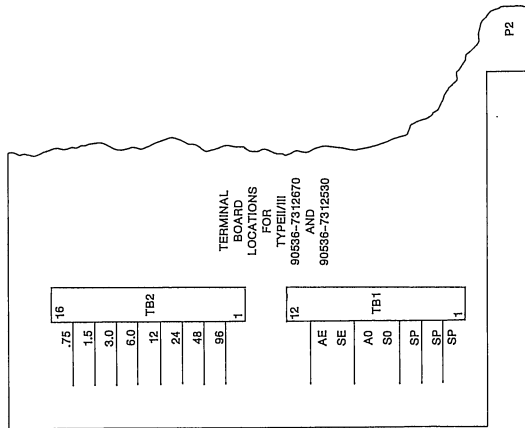 P2
TERMINAL
BOARD
LOCATIONS
FOR
TYPEII/III
90536-7312670
AND
90536-7312530
16
TB2
1
.75
1.5
3.0
6.0
12
24
48
96
12
TB1
1
AE
SE
A0
S0
SP
SP
SP